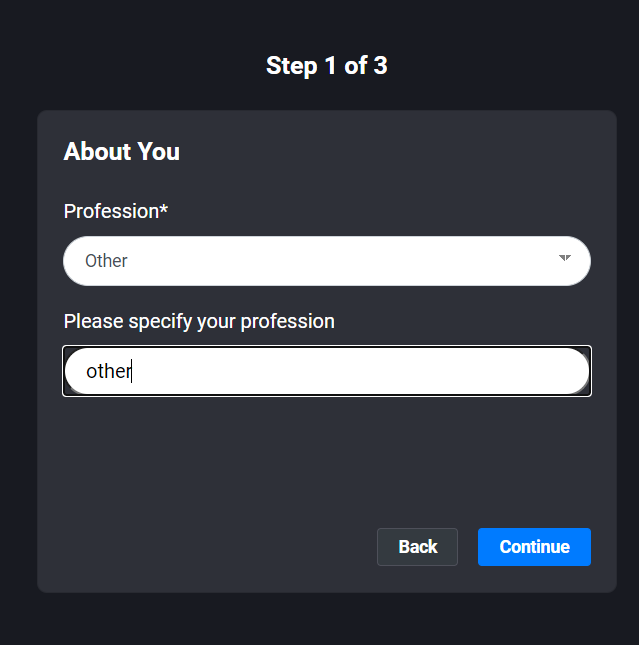 Step 1 of 3
About You
Profession*
Other
Please specify your profession
other
Back
Continue